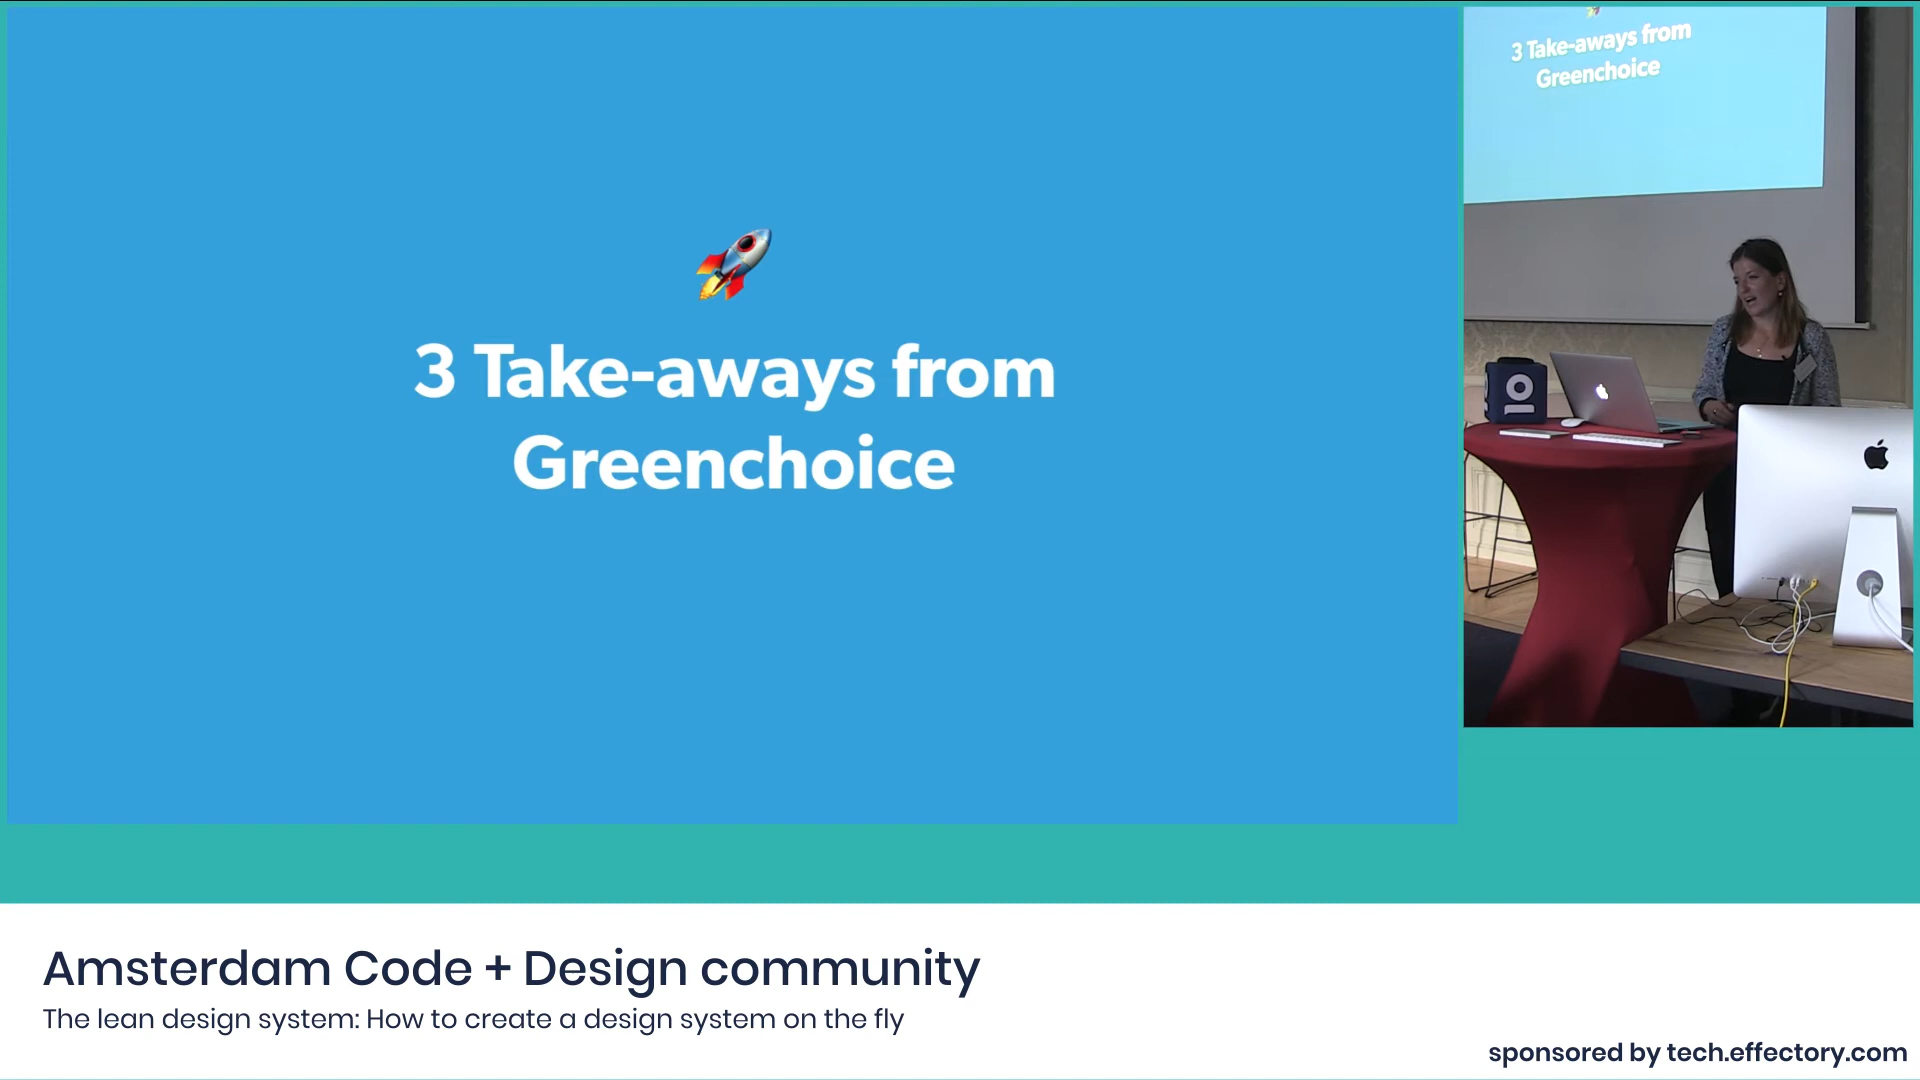 3 Take-aways from
Greenchoice
3 Take-aways from
Greenchoice
Amsterdam Code + Design community
The lean design system: How to create a design system on the fly
sponsored by tech.effectory.com